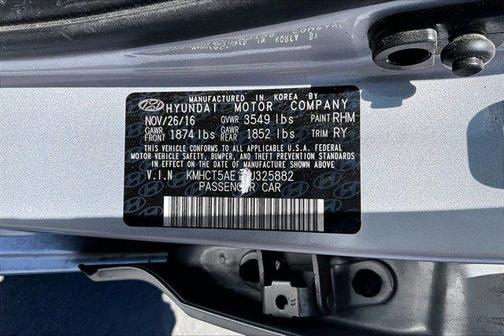 MANUFACTURED IN KOREA BY
HYUNDAI MOTOR COMPANY
NOV/26/16 GVWR 3549 lbs PAINT RHM
GAWR FRONT 1874 lbs GAWR REAR 1852 lbs TRIM RY
THIS VEHICLE CONFORMS TO ALL APPLICABLE U.S.A. FEDERAL
MOTOR VEHICLE SAFETY, BUMPER, AND THEFT PREVENTION
STANDARDS IN EFFECT ON THE DATE OF MANUFACTURE
SHOWN ABOVE.
V.I.N KMHCT5AE U325882
PASSENGER CAR